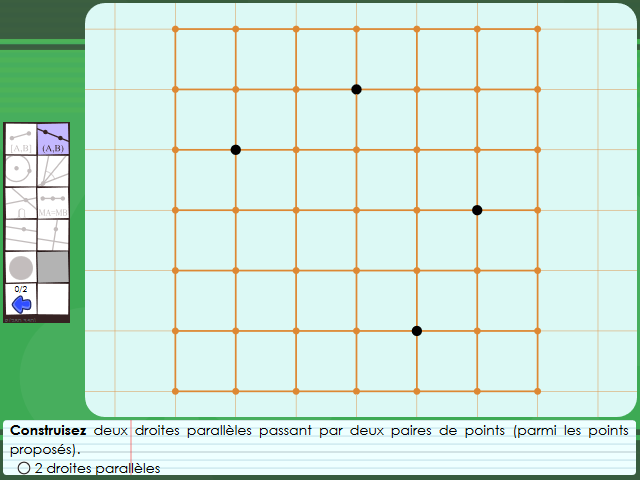 [A,B] (A,B)
MA=MB
0/2
Construisez deux droites parallèles passant par deux paires de points (parmi les points
proposés).
2 droites parallèles